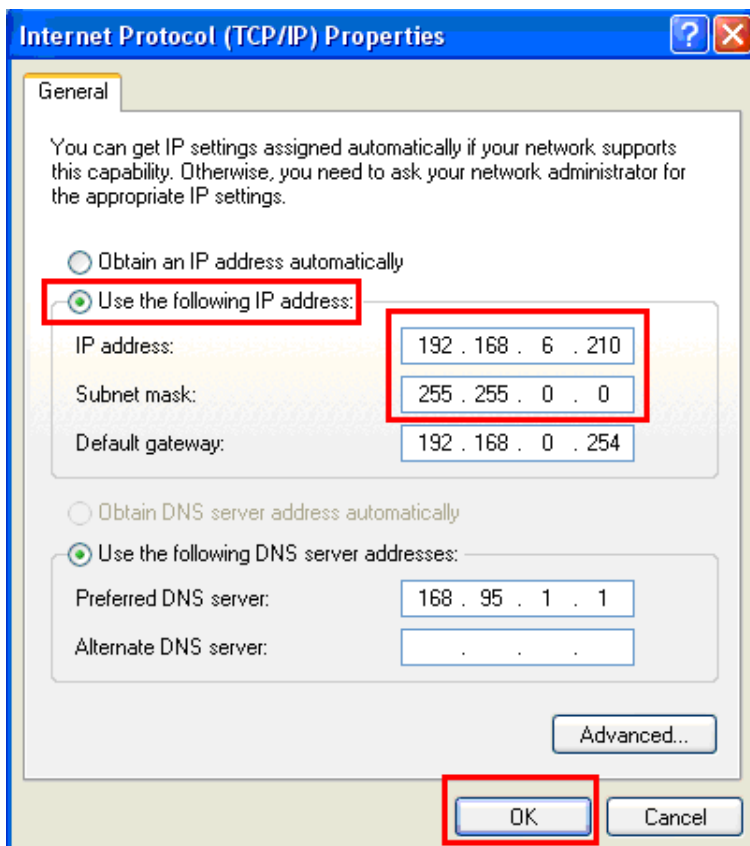 Internet Protocol (TCP/IP) Properties
General
You can get IP settings assigned automatically if your network supports
this capability. Otherwise, you need to ask your network administrator for
the appropriate IP settings.
Obtain an IP address automatically
Use the following IP address:
IP address: 192 . 168 . 6 . 210
Subnet mask: 255 . 255 . 0 . 0
Default gateway: 192 . 168 . 0 . 254
Obtain DNS server address automatically
Use the following DNS server addresses:
Preferred DNS server: 168 . 95 . 1 . 1
Alternate DNS server: . . .
Advanced...
OK Cancel